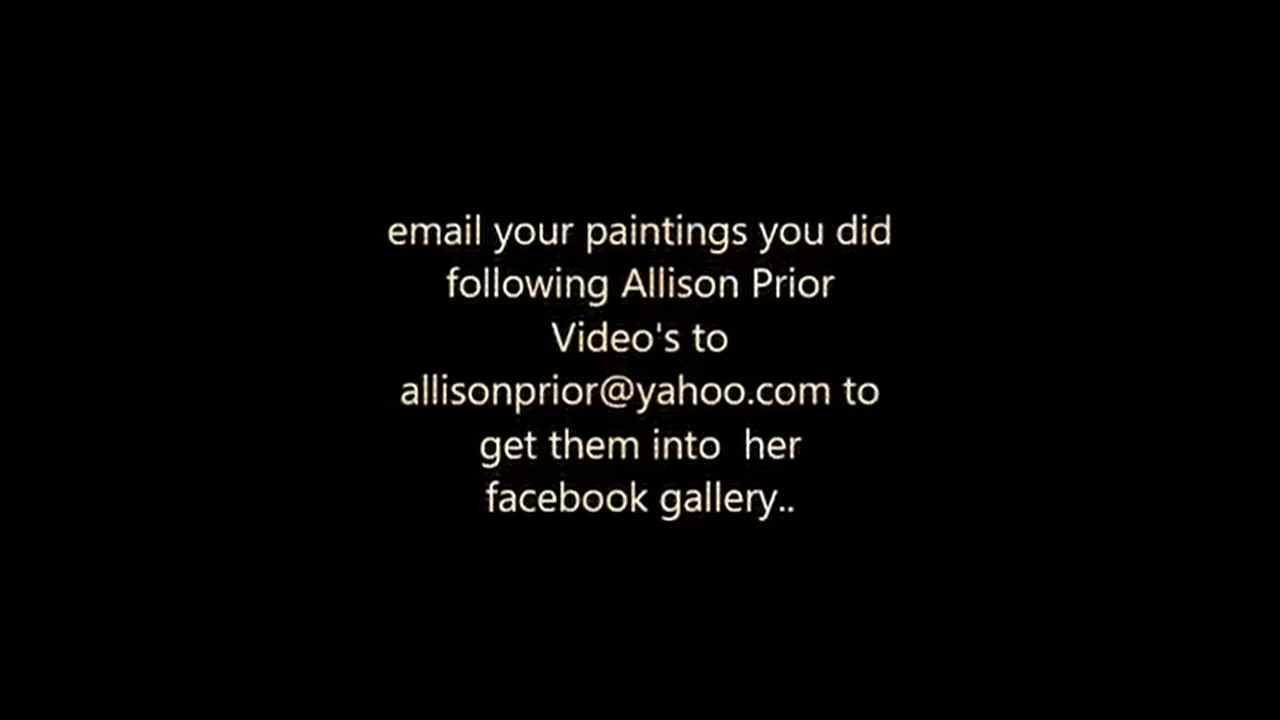 email your paintings you did
following Allison Prior
Video's to
allisonprior@yahoo.com to
get them into  her
facebook gallery..